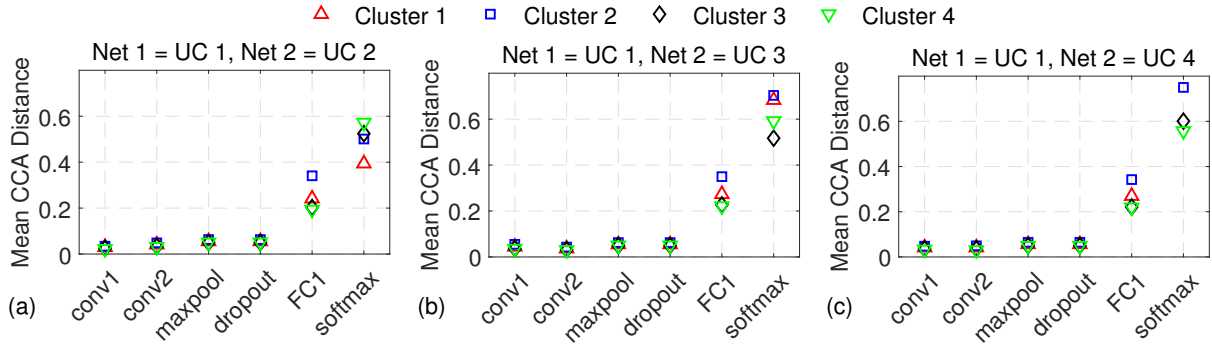 Cluster 1 Cluster 2 Cluster 3 Cluster 4
Net 1 = UC 1, Net 2 = UC 2
Mean CCA Distance
0.6
0.4
0.2
0
conv1
conv2
maxpool
dropout
FC1
softmax
(a)
Net 1 = UC 1, Net 2 = UC 3
Mean CCA Distance
0.6
0.4
0.2
0
conv1
conv2
maxpool
dropout
FC1
softmax
(b)
Net 1 = UC 1, Net 2 = UC 4
Mean CCA Distance
0.6
0.4
0.2
0
conv1
conv2
maxpool
dropout
FC1
softmax
(c)